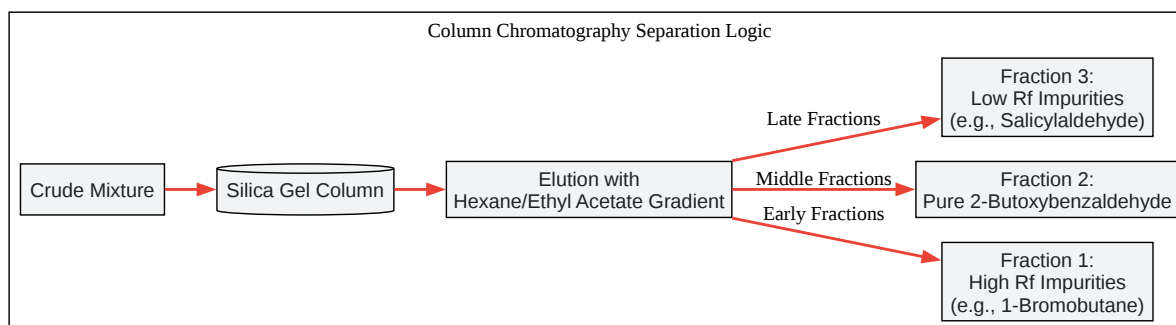 Column Chromatography Separation Logic
Crude Mixture
Silica Gel Column
Elution with
Hexane/Ethyl Acetate Gradient
Late Fractions
Middle Fractions
Early Fractions
Fraction 3:
Low Rf Impurities
(e.g., Salicylaldehyde)
Fraction 2:
Pure 2-Butoxybenzaldehyde
Fraction 1:
High Rf Impurities
(e.g., 1-Bromobutane)